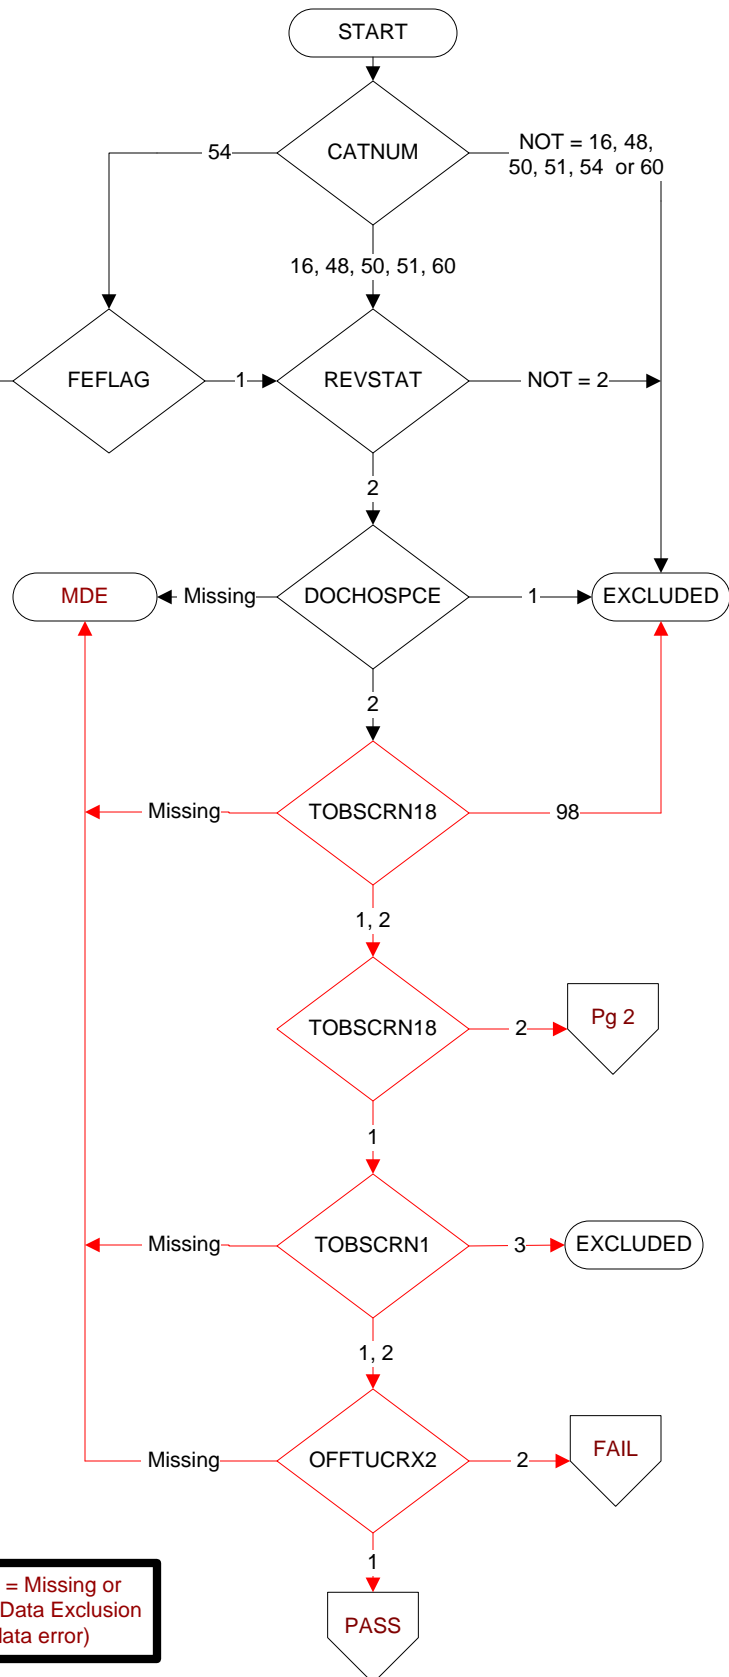 START
CATNUM
54
NOT = 16, 48,
50, 51, 54 or 60
16, 48, 50, 51, 60
FEFLAG
1
REVSTAT
NOT = 2
2
MDE
Missing
DOCHOSPCE
1
EXCLUDED
2
Missing
TOBSCRN18
98
1, 2
TOBSCRN18
2
Pg 2
1
Missing
TOBSCRN1
3
EXCLUDED
1, 2
Missing
OFFTUCRX2
2
FAIL
1
= Missing or
Data Exclusion
data error)
PASS